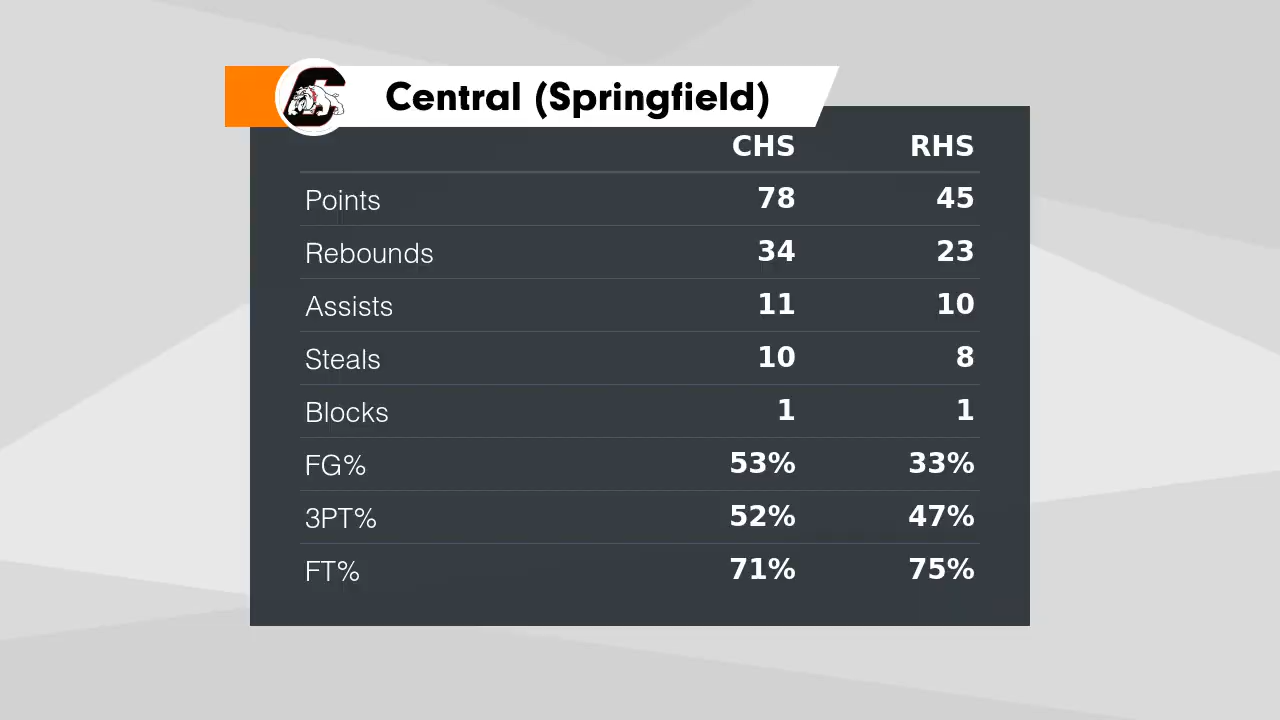 Central (Springfield)
CHS RHS
Points 78 45
Rebounds 34 23
Assists 11 10
Steals 10 8
Blocks 1 1
FG% 53% 33%
3PT% 52% 47%
FT% 71% 75%